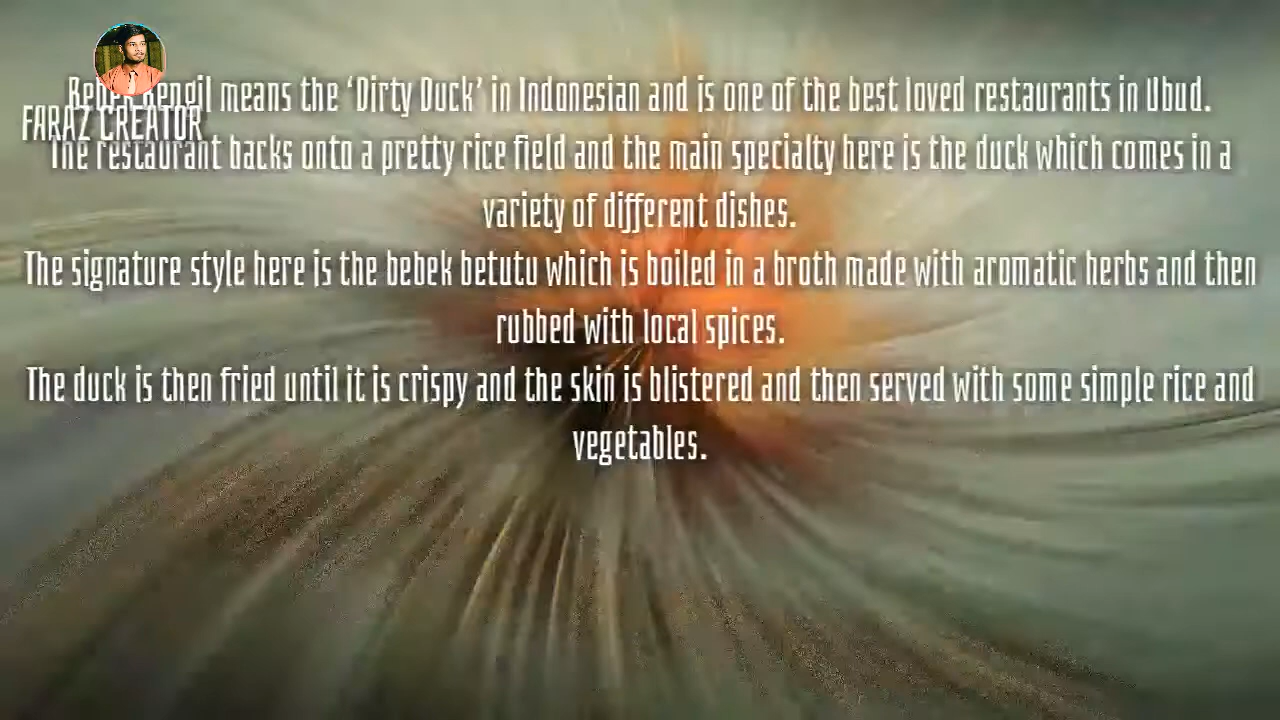 Bebek Bengil means the ‘Dirty Duck’ in Indonesian and is one of the best loved restaurants in Ubud.
FARAZ CREATOR
The restaurant backs onto a pretty rice field and the main specialty here is the duck which comes in a
variety of different dishes.
The signature style here is the bebek betutu which is boiled in a broth made with aromatic herbs and then
rubbed with local spices.
The duck is then fried until it is crispy and the skin is blistered and then served with some simple rice and
vegetables.